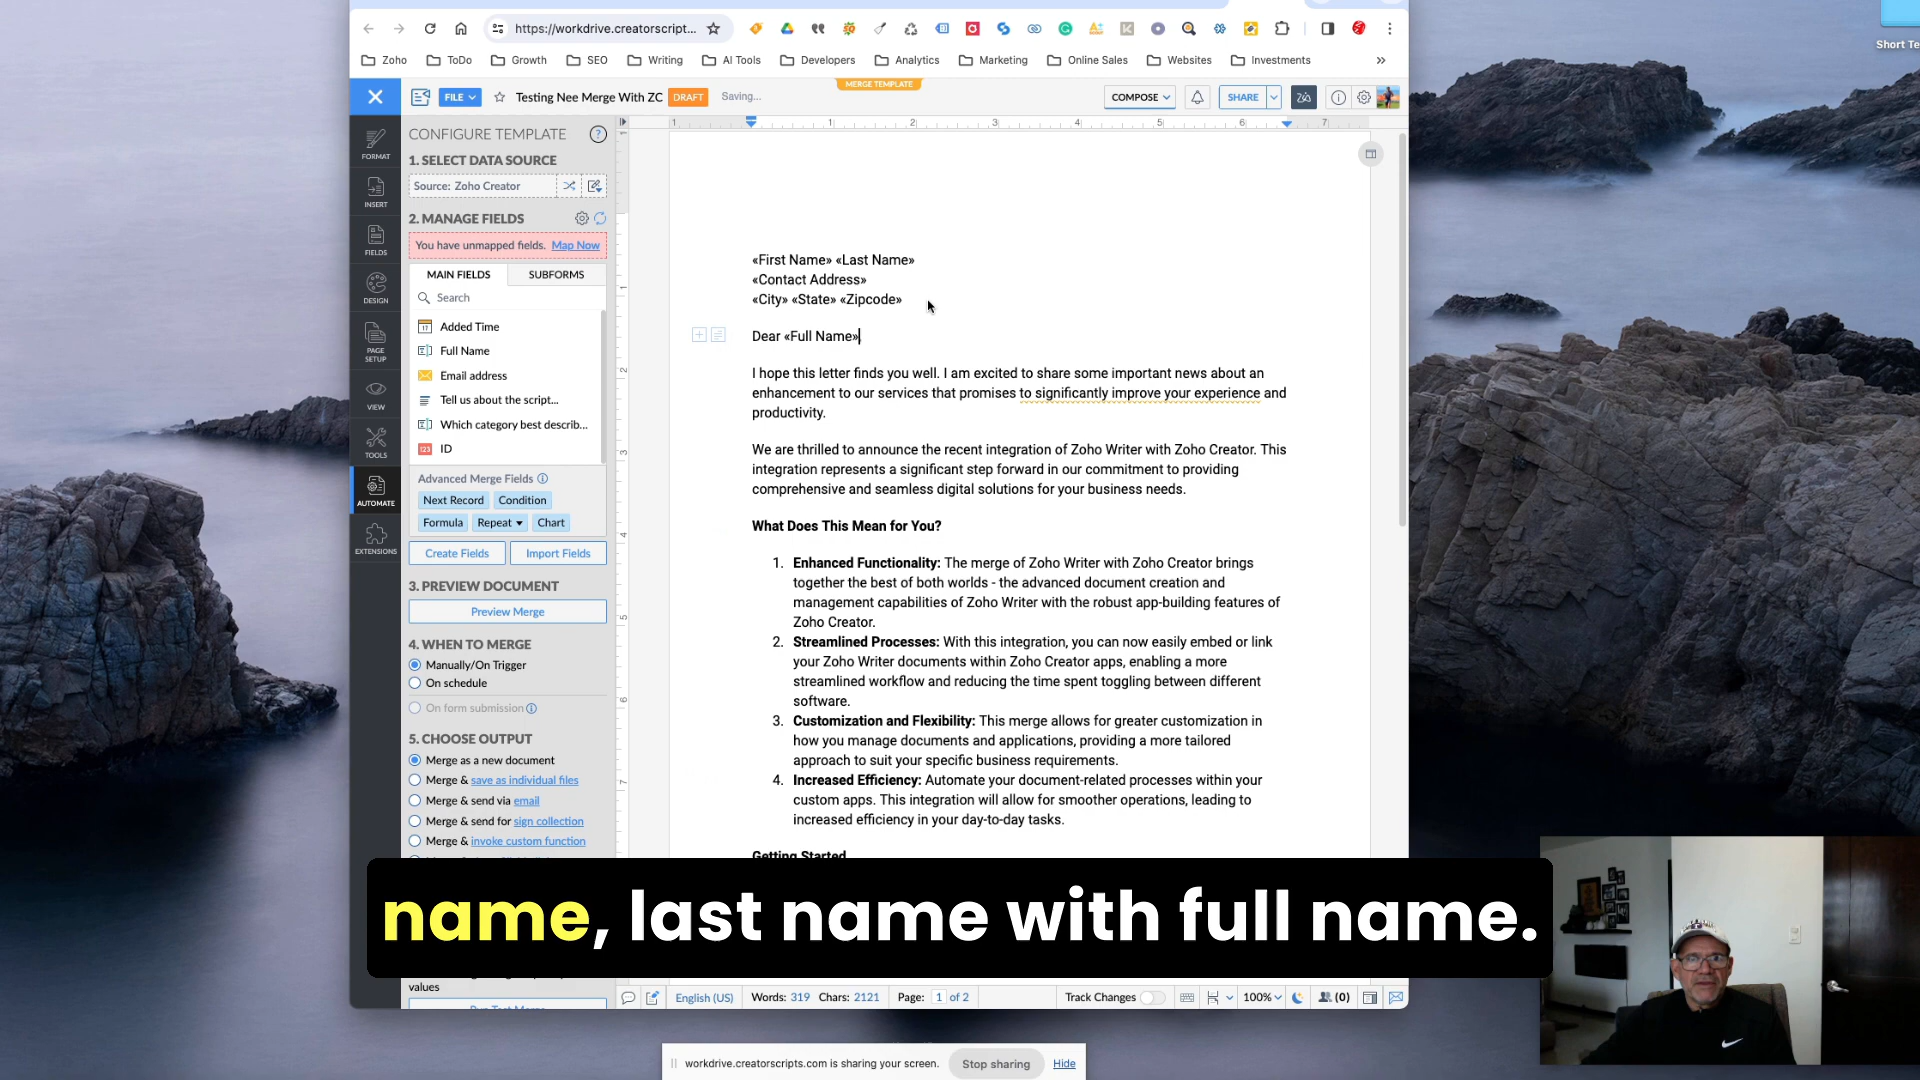 Short Te
https://workdrive.creatorscript...
Zoho
ToDo
Growth
SEO
Writing
AI Tools
Developers
Analytics
Marketing
Online Sales
Websites
Investments
»
MERGE TEMPLATE
FILE
Testing Nee Merge With ZC
DRAFT
Saving...
COMPOSE
SHARE
FORMAT
INSERT
FIELDS
DESIGN
PAGE SETUP
VIEW
TOOLS
AUTOMATE
EXTENSIONS
CONFIGURE TEMPLATE
1. SELECT DATA SOURCE
Source: Zoho Creator
2. MANAGE FIELDS
You have unmapped fields. Map Now
MAIN FIELDS
SUBFORMS
Search
Added Time
Full Name
Email address
Tell us about the script...
Which category best describ...
123 ID
Advanced Merge Fields
Next Record
Condition
Formula
Repeat
Chart
Create Fields
Import Fields
3. PREVIEW DOCUMENT
Preview Merge
4. WHEN TO MERGE
Manually/On Trigger
On schedule
On form submission
5. CHOOSE OUTPUT
Merge as a new document
Merge & save as individual files
Merge & send via email
Merge & send for sign collection
Merge & invoke custom function
values
1 1 2 3 4 5 6 7
1
2
3
4
5
6
7
«First Name» «Last Name»
«Contact Address»
«City» «State» «Zipcode»
Dear «Full Name»
I hope this letter finds you well. I am excited to share some important news about an
enhancement to our services that promises to significantly improve your experience and
productivity.
We are thrilled to announce the recent integration of Zoho Writer with Zoho Creator. This
integration represents a significant step forward in our commitment to providing
comprehensive and seamless digital solutions for your business needs.
What Does This Mean for You?
1. Enhanced Functionality: The merge of Zoho Writer with Zoho Creator brings
together the best of both worlds - the advanced document creation and
management capabilities of Zoho Writer with the robust app-building features of
Zoho Creator.
2. Streamlined Processes: With this integration, you can now easily embed or link
your Zoho Writer documents within Zoho Creator apps, enabling a more
streamlined workflow and reducing the time spent toggling between different
software.
3. Customization and Flexibility: This merge allows for greater customization in
how you manage documents and applications, providing a more tailored
approach to suit your specific business requirements.
4. Increased Efficiency: Automate your document-related processes within your
custom apps. This integration will allow for smoother operations, leading to
increased efficiency in your day-to-day tasks.
Getting Started
name, last name with full name.
English (US)
Words: 319 Chars: 2121
Page: 1 of 2
Track Changes
100%
(0)
workdrive.creatorscripts.com is sharing your screen.
Stop sharing
Hide